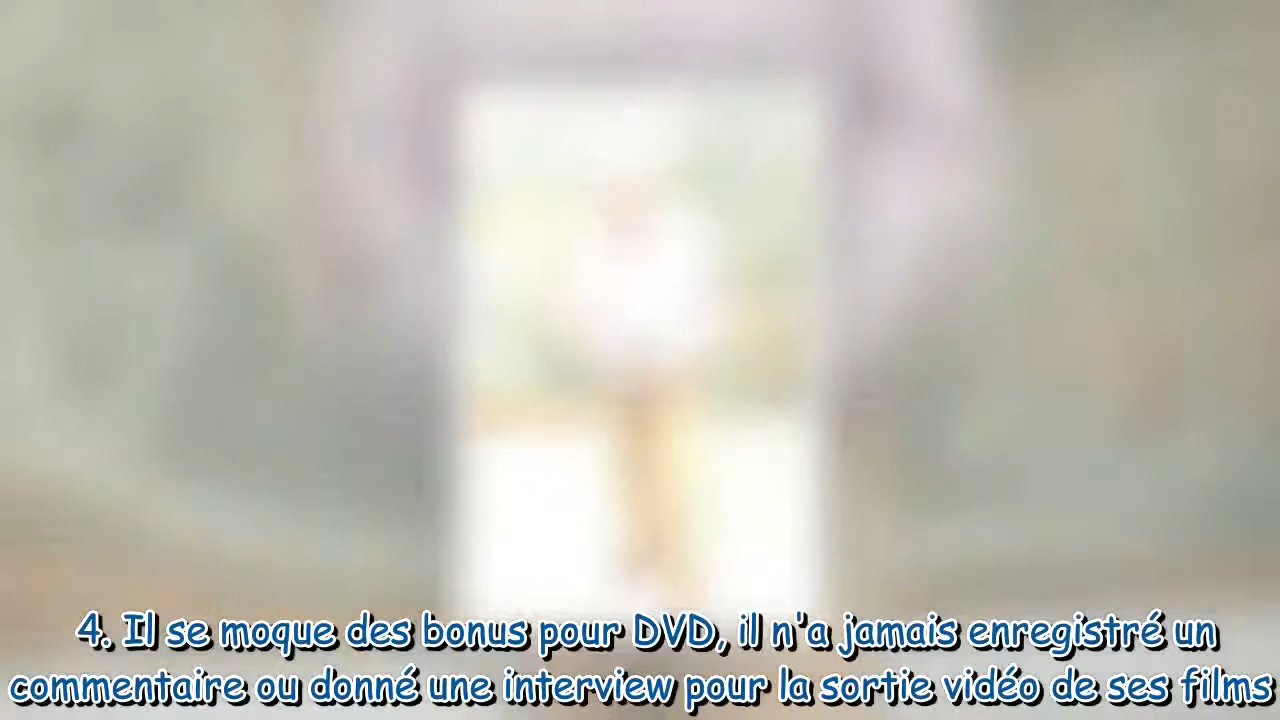 4. Il se moque des bonus pour DVD, il n'a jamais enregistré un
commentaire ou donné une interview pour la sortie vidéo de ses films